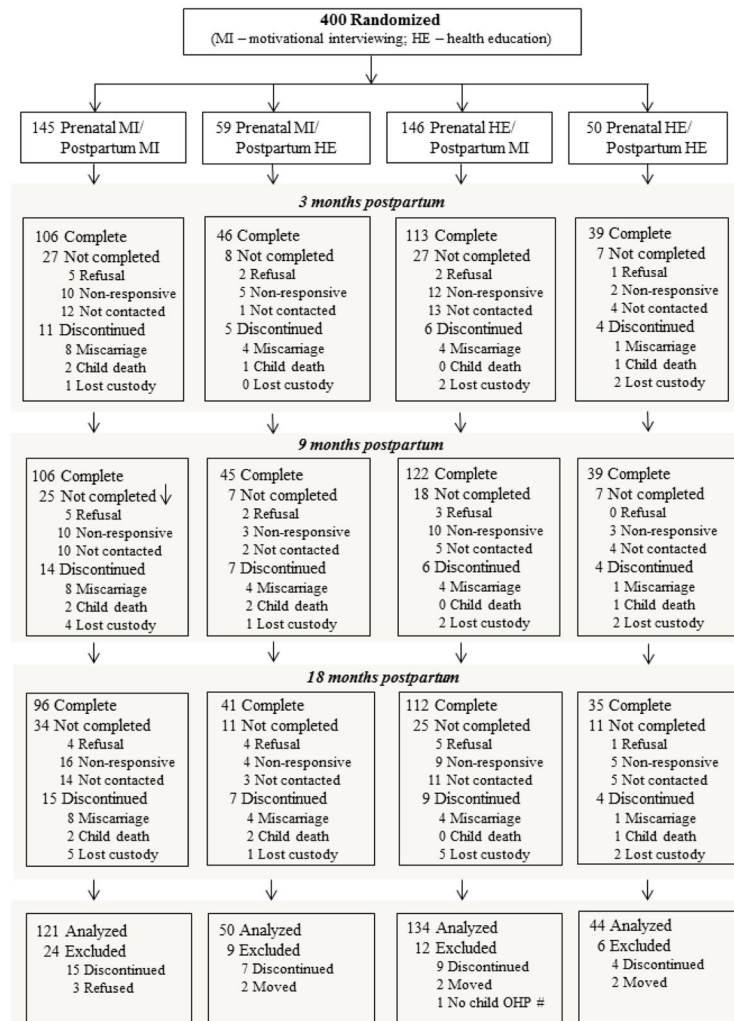 400 Randomized
(MI – motivational interviewing; HE – health education)
145 Prenatal MI/
Postpartum MI
59 Prenatal MI/
Postpartum HE
146 Prenatal HE/
Postpartum MI
50 Prenatal HE/
Postpartum HE
3 months postpartum
106 Complete
27 Not completed
5 Refusal
10 Non-responsive
12 Not contacted
11 Discontinued
8 Miscarriage
2 Child death
1 Lost custody
46 Complete
8 Not completed
2 Refusal
5 Non-responsive
1 Not contacted
5 Discontinued
4 Miscarriage
1 Child death
0 Lost custody
113 Complete
27 Not completed
2 Refusal
12 Non-responsive
13 Not contacted
6 Discontinued
4 Miscarriage
0 Child death
2 Lost custody
39 Complete
7 Not completed
1 Refusal
2 Non-responsive
4 Not contacted
4 Discontinued
1 Miscarriage
1 Child death
2 Lost custody
9 months postpartum
106 Complete
25 Not completed
5 Refusal
10 Non-responsive
10 Not contacted
14 Discontinued
8 Miscarriage
2 Child death
4 Lost custody
45 Complete
7 Not completed
2 Refusal
3 Non-responsive
2 Not contacted
7 Discontinued
4 Miscarriage
2 Child death
1 Lost custody
122 Complete
18 Not completed
3 Refusal
10 Non-responsive
5 Not contacted
6 Discontinued
4 Miscarriage
0 Child death
2 Lost custody
39 Complete
7 Not completed
0 Refusal
3 Non-responsive
4 Not contacted
4 Discontinued
1 Miscarriage
1 Child death
2 Lost custody
18 months postpartum
96 Complete
34 Not completed
4 Refusal
16 Non-responsive
14 Not contacted
15 Discontinued
8 Miscarriage
2 Child death
5 Lost custody
41 Complete
11 Not completed
4 Refusal
4 Non-responsive
3 Not contacted
7 Discontinued
4 Miscarriage
2 Child death
1 Lost custody
112 Complete
25 Not completed
5 Refusal
9 Non-responsive
11 Not contacted
9 Discontinued
4 Miscarriage
0 Child death
5 Lost custody
35 Complete
11 Not completed
1 Refusal
5 Non-responsive
5 Not contacted
4 Discontinued
1 Miscarriage
1 Child death
2 Lost custody
121 Analyzed
24 Excluded
15 Discontinued
3 Refused
50 Analyzed
9 Excluded
7 Discontinued
2 Moved
134 Analyzed
12 Excluded
9 Discontinued
2 Moved
1 No child OHP #
44 Analyzed
6 Excluded
4 Discontinued
2 Moved